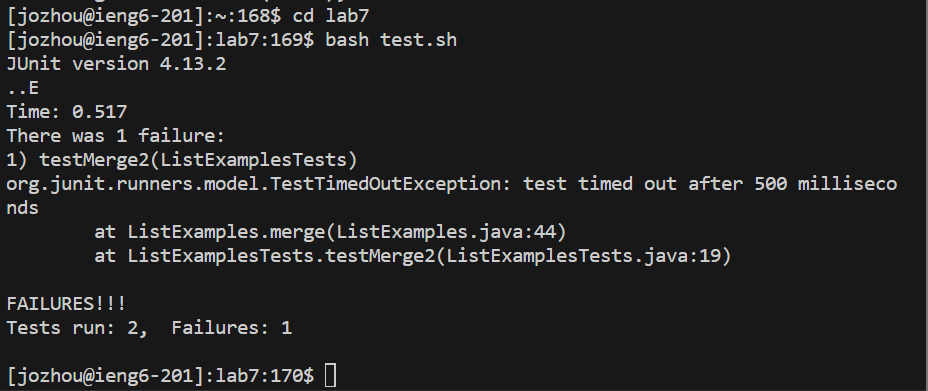 [jozhou@ieng6-201]:~:168$ cd lab7
[jozhou@ieng6-201]:lab7:169$ bash test.sh
JUnit version 4.13.2
..E
Time: 0.517
There was 1 failure:
1) testMerge2(ListExamplesTests)
org.junit.runners.model.TestTimedOutException: test timed out after 500 milliseco
nds
        at ListExamples.merge(ListExamples.java:44)
        at ListExamplesTests.testMerge2(ListExamplesTests.java:19)

FAILURES!!!
Tests run: 2,  Failures: 1

[jozhou@ieng6-201]:lab7:170$